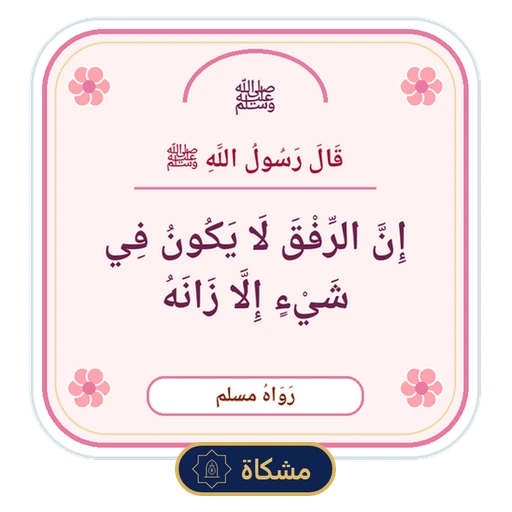 ﷺ
قَالَ رَسُولُ اللَّهِ ﷺ
إِنَّ الرِّفْقَ لَا يَكُونُ فِي
شَيْءٍ إِلَّا زَانَهُ
رَوَاهُ مسلم
مشكاة